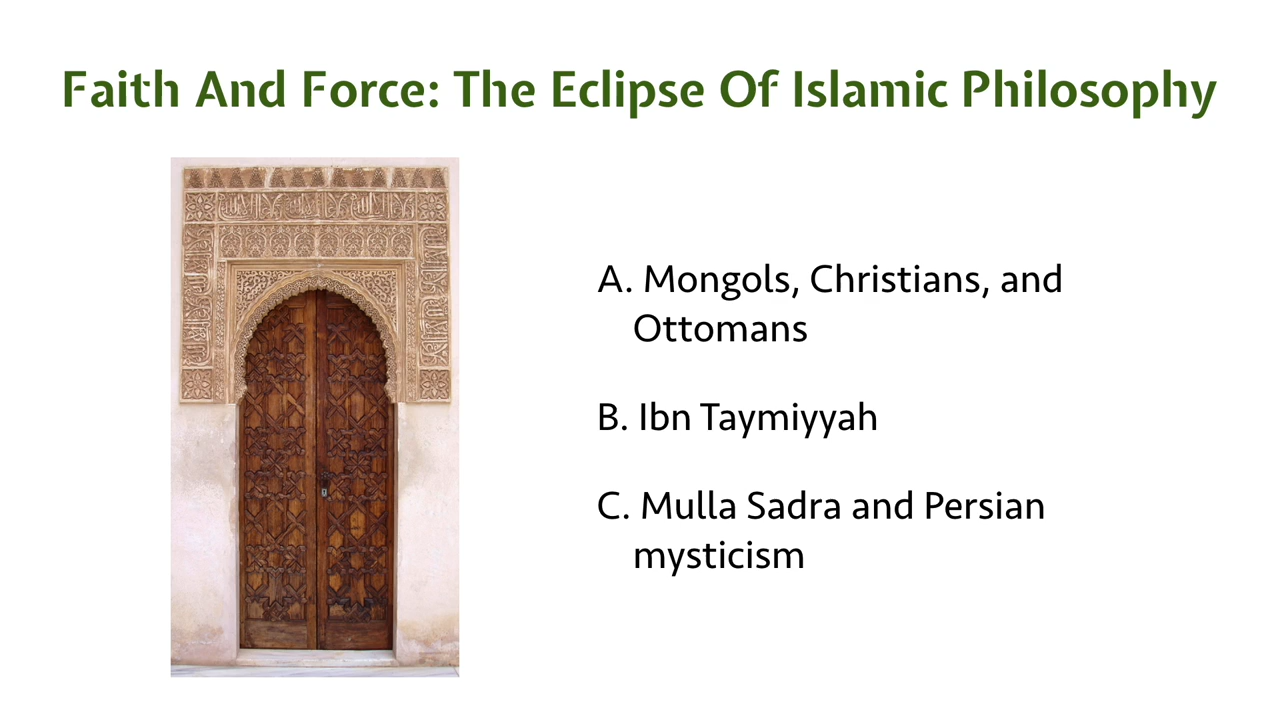 Faith And Force: The Eclipse Of Islamic Philosophy
A. Mongols, Christians, and
Ottomans
B. Ibn Taymiyyah
C. Mulla Sadra and Persian
mysticism